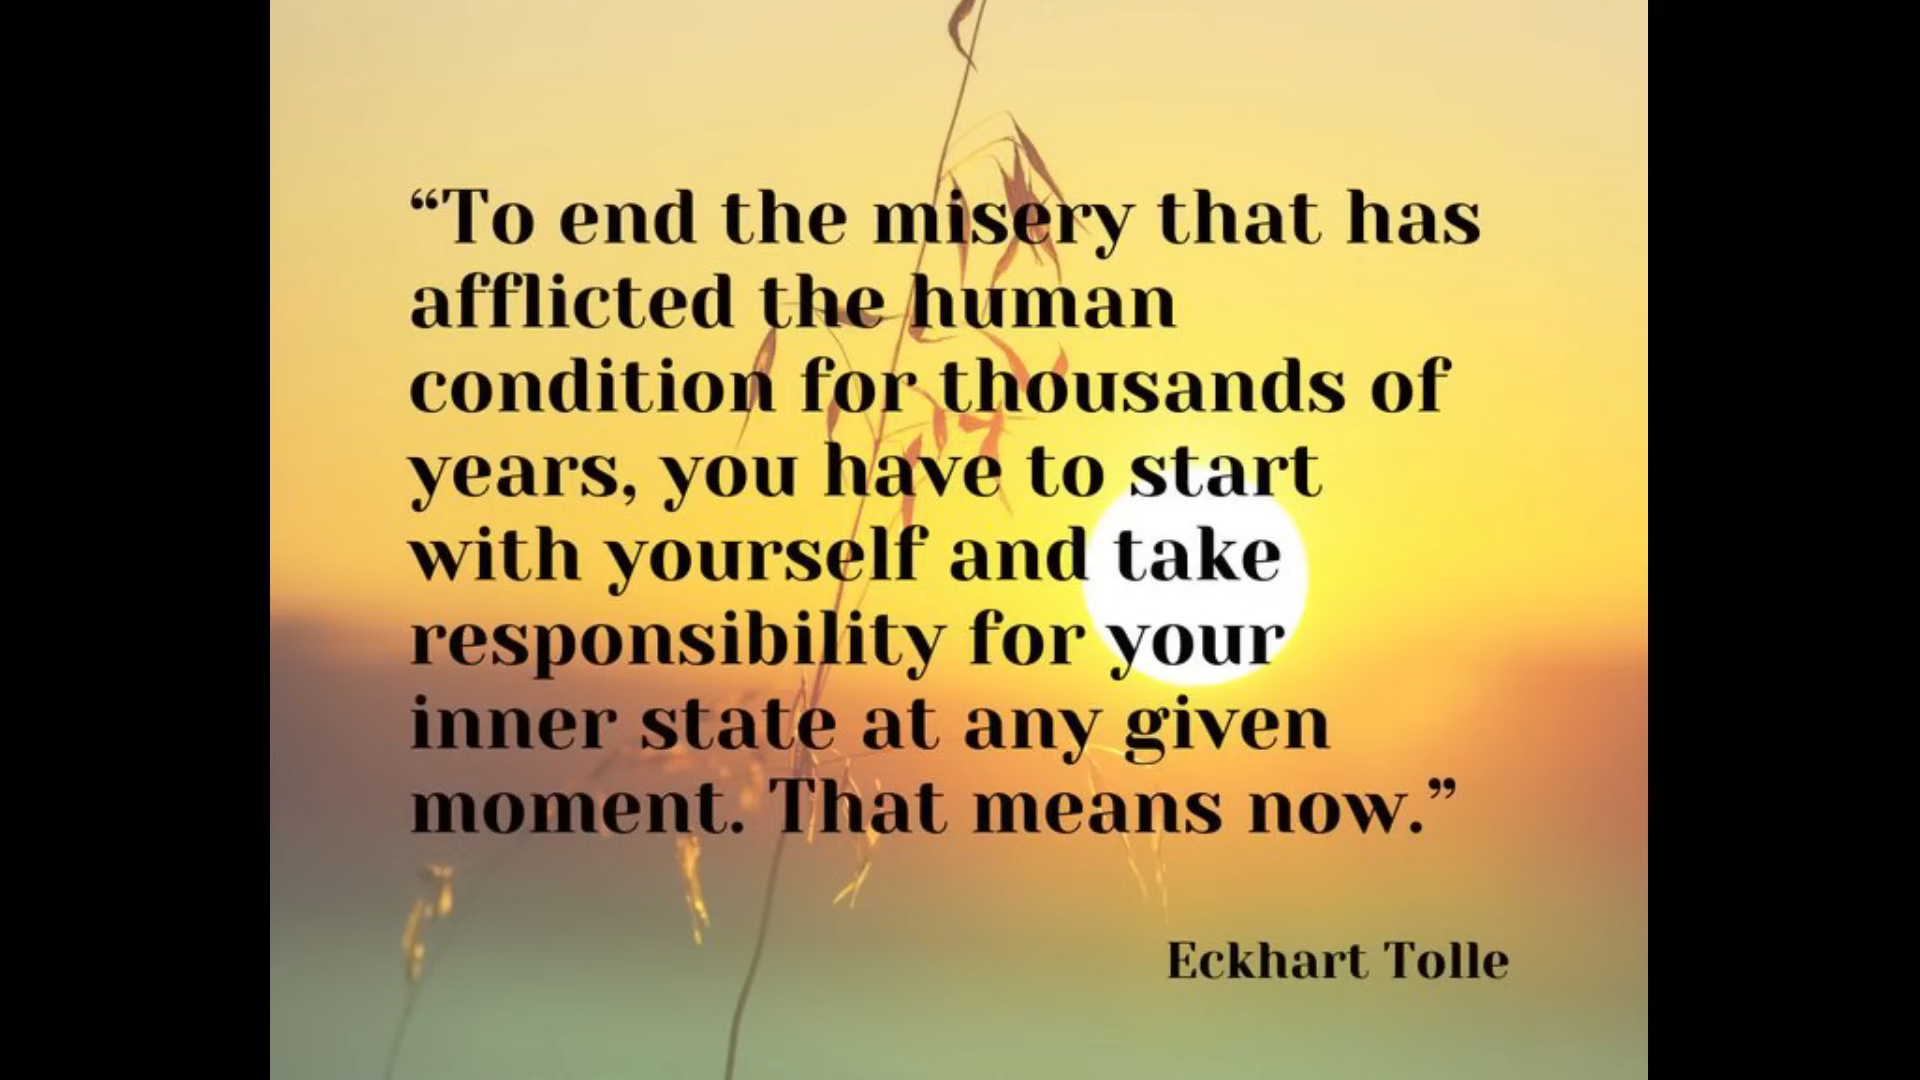 “To end the misery that has
afflicted the human
condition for thousands of
years, you have to start
with yourself and take
responsibility for your
inner state at any given
moment. That means now.”
Eckhart Tolle